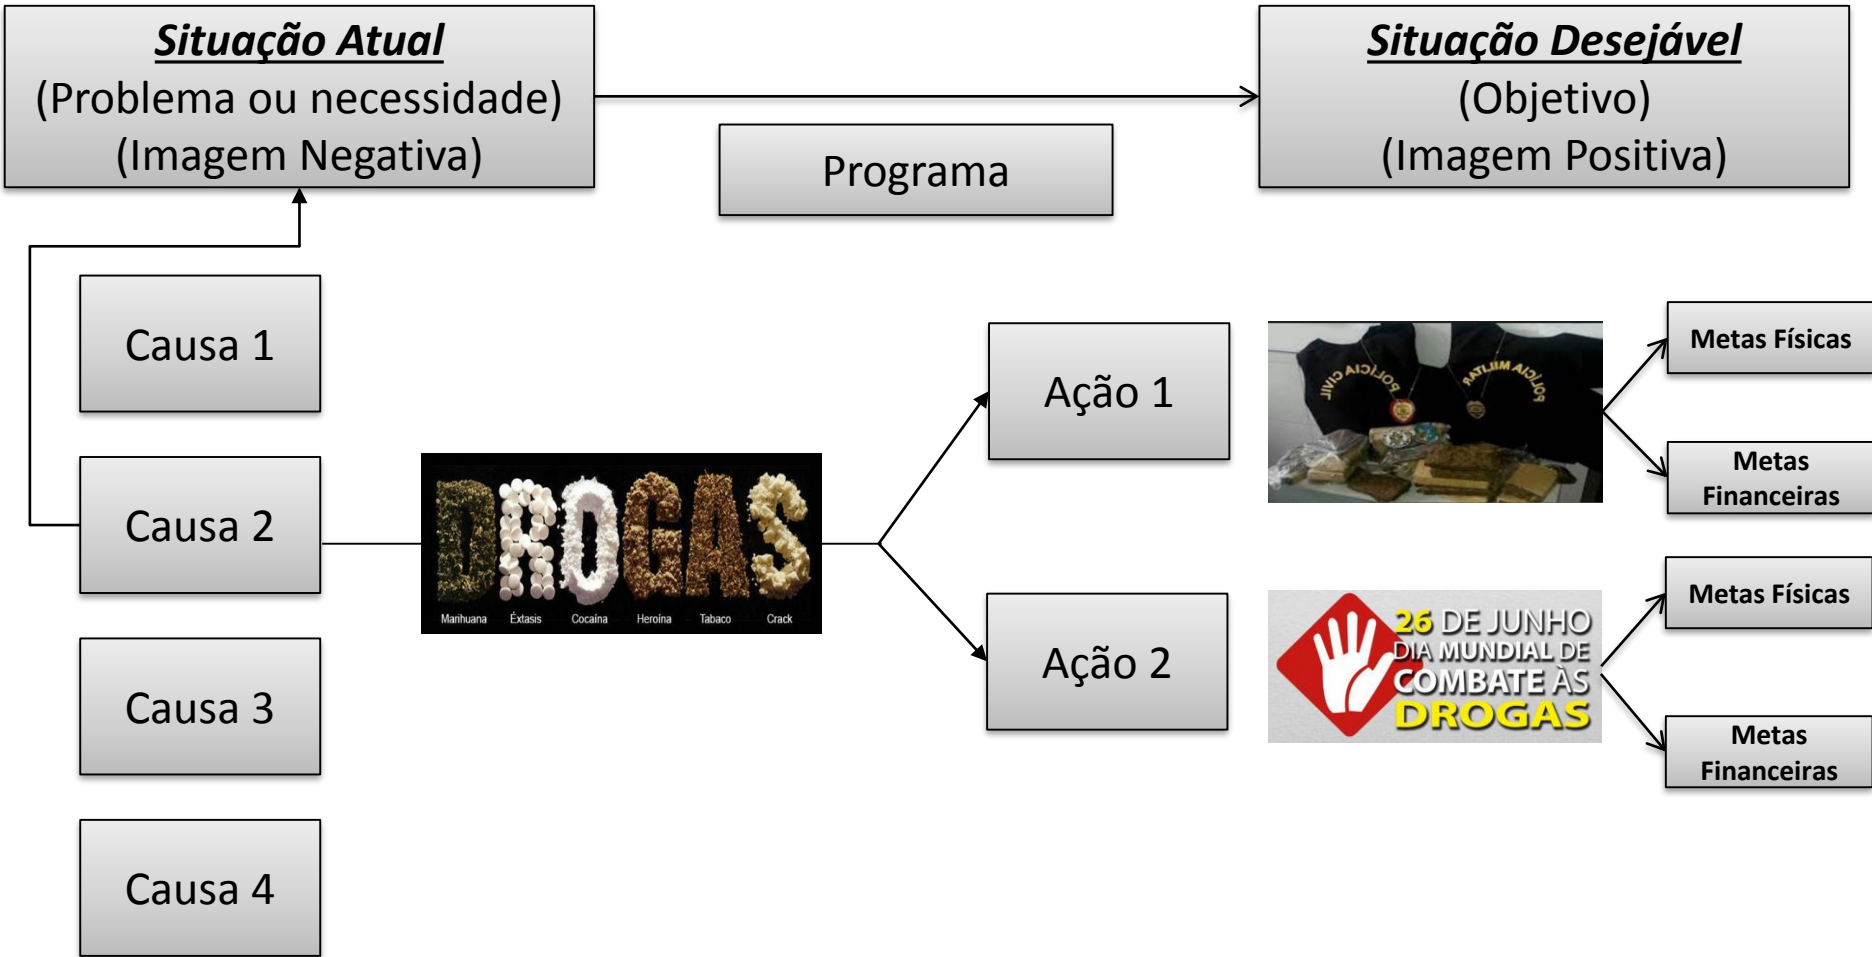 Situação Atual
(Problema ou necessidade)
(Imagem Negativa)
Situação Desejável
(Objetivo)
(Imagem Positiva)
Programa
Causa 1
Causa 2
Causa 3
Causa 4
DROGAS
Marihuana Éxtasis Cocaína Heroína Tabaco Crack
Ação 1
POLÍCIA CIVIL
POLÍCIA MILITAR
Metas Físicas
Metas
Financeiras
Ação 2
26 DE JUNHO
DIA MUNDIAL DE
COMBATE ÀS
DROGAS
Metas Físicas
Metas
Financeiras